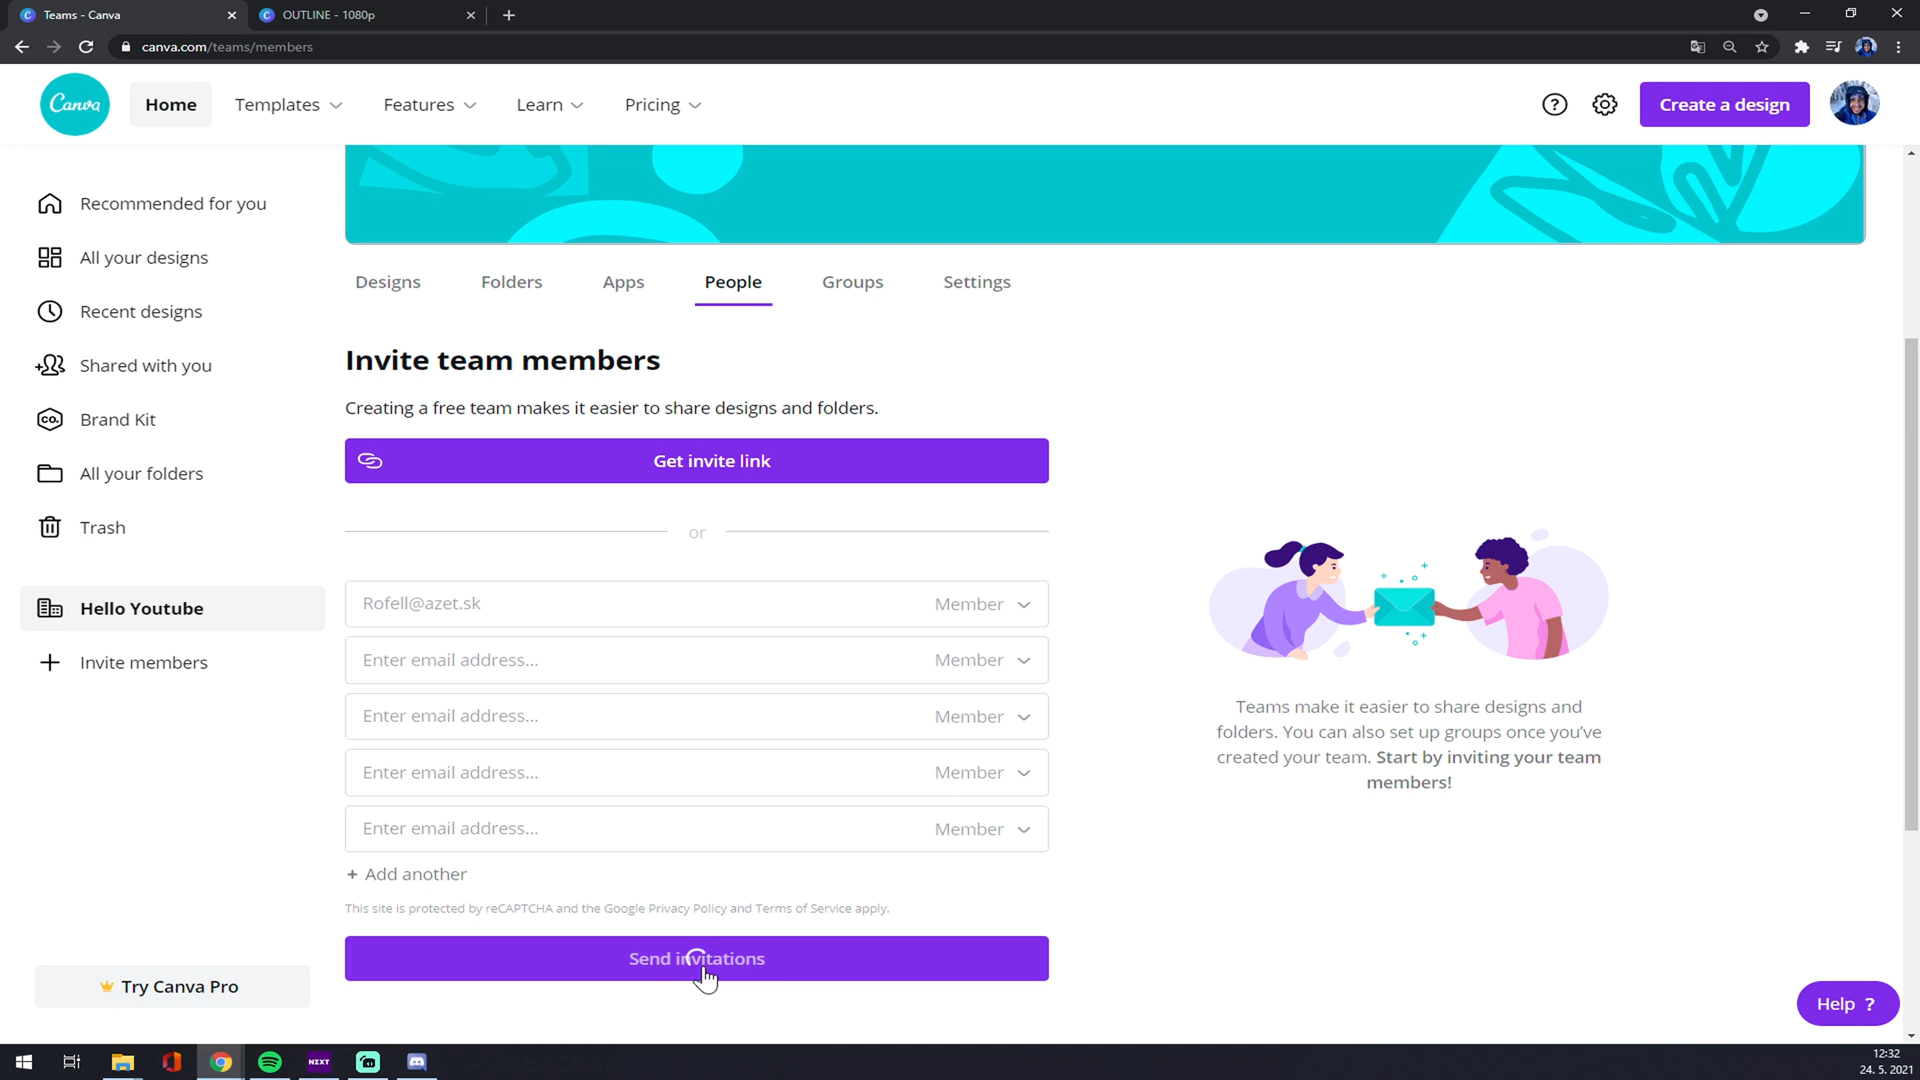 Teams - Canva
OUTLINE - 1080p
canva.com/teams/members
Canva
Home
Templates
Features
Learn
Pricing
Create a design
Recommended for you
All your designs
Recent designs
Shared with you
CO.
Brand Kit
All your folders
Trash
Hello Youtube
Invite members
Try Canva Pro
Designs
Folders
Apps
People
Groups
Settings
Invite team members
Creating a free team makes it easier to share designs and folders.
Get invite link
or
Rofell@azet.sk
Member
Enter email address...
Member
Enter email address...
Member
Enter email address...
Member
Enter email address...
Member
+ Add another
This site is protected by reCAPTCHA and the Google Privacy Policy and Terms of Service apply.
Send invitations
Teams make it easier to share designs and
folders. You can also set up groups once you've
created your team. Start by inviting your team
members!
Help ?
NZXT
12:32
24. 5. 2021